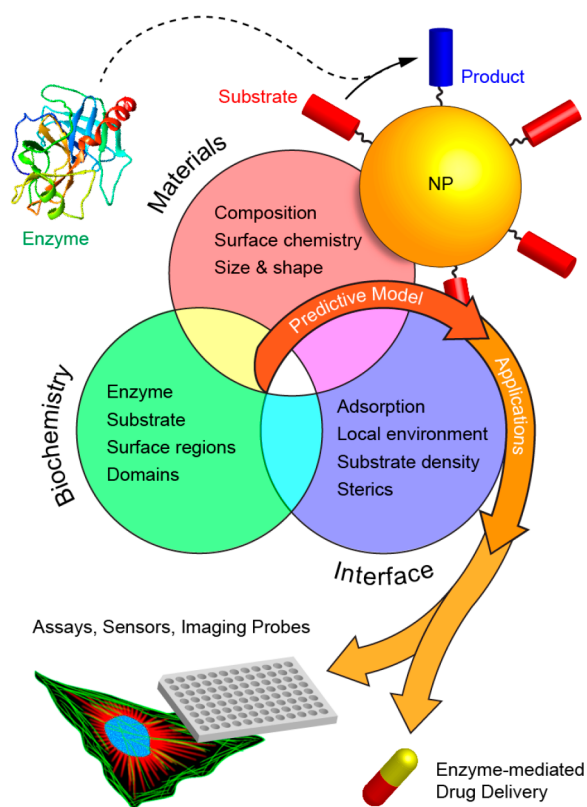 Product
Substrate
NP
Enzyme
Materials
Composition
Surface chemistry
Size & shape
Predictive Model
Applications
Biochemistry
Enzyme
Substrate
Surface regions
Domains
Adsorption
Local environment
Substrate density
Sterics
Interface
Assays, Sensors, Imaging Probes
Enzyme-mediated
Drug Delivery